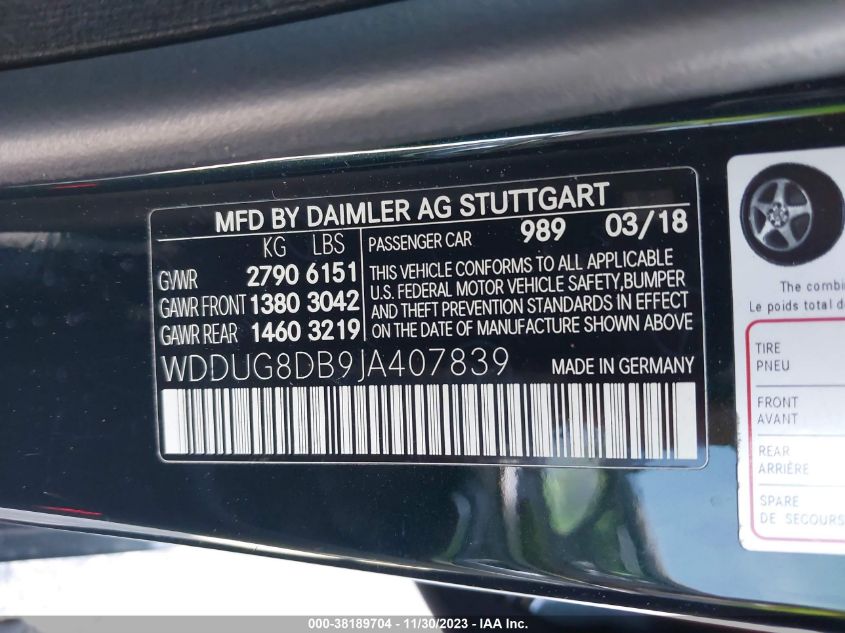 MFD BY DAIMLER AG STUTTGART
KG LBS
GVWR 2790 6151
GAWR FRONT 1380 3042
GAWR REAR 1460 3219
PASSENGER CAR 989 03/18
THIS VEHICLE CONFORMS TO ALL APPLICABLE
U.S. FEDERAL MOTOR VEHICLE SAFETY,BUMPER
AND THEFT PREVENTION STANDARDS IN EFFECT
ON THE DATE OF MANUFACTURE SHOWN ABOVE
WDDUG8DB9JA407839 MADE IN GERMANY
The combi
Le poids total d
TIRE
PNEU
FRONT
AVANT
REAR
ARRIÈRE
SPARE
DE SECOURS
000-38189704 - 11/30/2023 - IAA Inc.